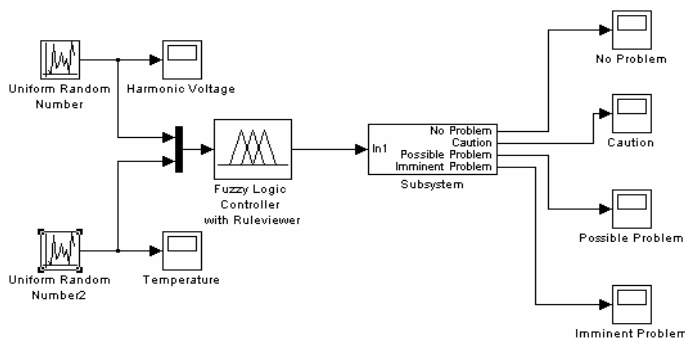 Uniform Random
Number
Harmonic Voltage
No Problem
Fuzzy Logic
Controller
with Ruleviewer
In1
No Problem
Caution
Possible Problem
Imminent Problem
Subsystem
Caution
Uniform Random
Number2
Temperature
Possible Problem
Imminent Problem